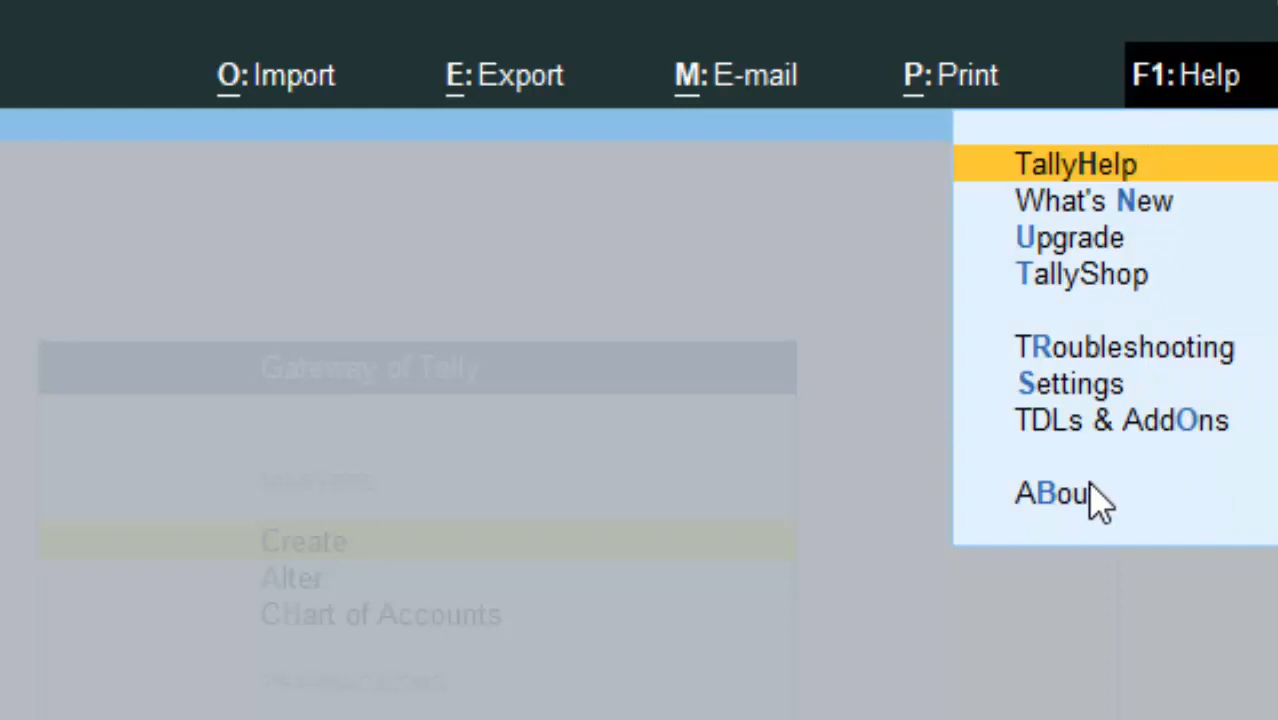 O: Import E: Export M: E-mail P: Print F1: Help
TallyHelp
What's New
Upgrade
TallyShop
TRoubleshooting
Settings
TDLs & AddOns
ABou
Gateway of Tally
Create
Alter
CHart of Accounts